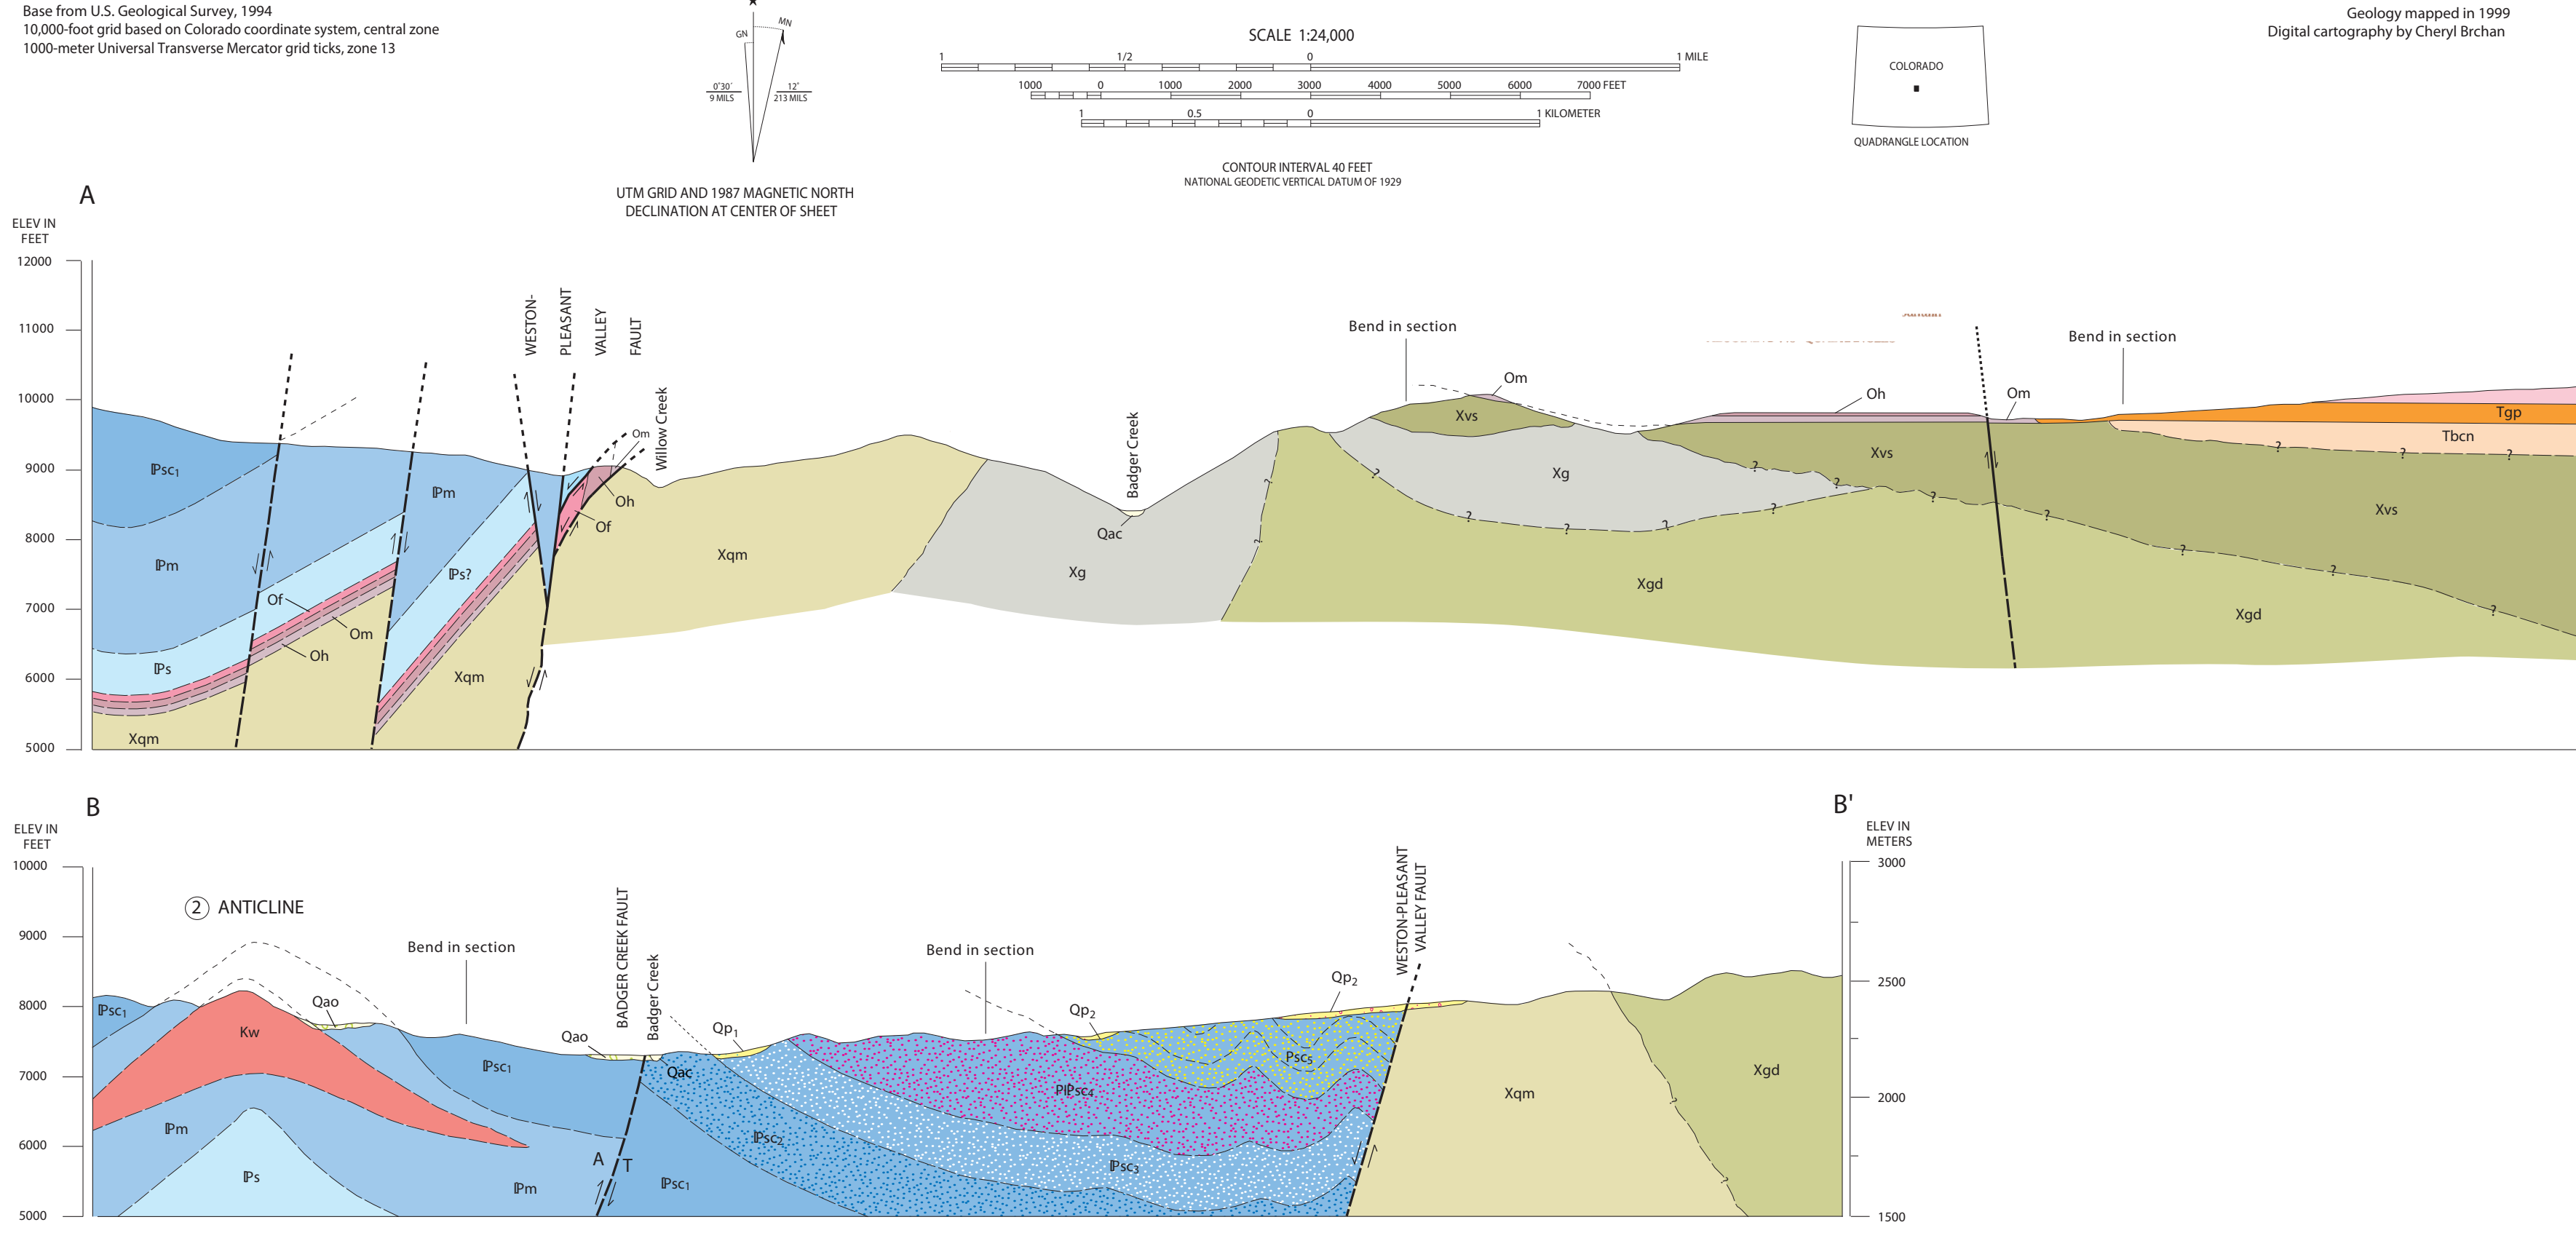 Base from U.S. Geological Survey, 1994
10,000-foot grid based on Colorado coordinate system, central zone
1000-meter Universal Transverse Mercator grid ticks, zone 13
GN
MN
0°30′
9 MILS
12°
213 MILS
UTM GRID AND 1987 MAGNETIC NORTH
DECLINATION AT CENTER OF SHEET
SCALE 1:24,000
1 1/2 0 1 MILE
1000 0 1000 2000 3000 4000 5000 6000 7000 FEET
1 0.5 0 1 KILOMETER
CONTOUR INTERVAL 40 FEET
NATIONAL GEODETIC VERTICAL DATUM OF 1929
COLORADO
QUADRANGLE LOCATION
Geology mapped in 1999
Digital cartography by Cheryl Brchan
A
ELEV IN
FEET
12000
11000
10000
9000
8000
7000
6000
5000
WESTON-
PLEASANT
VALLEY
FAULT
Willow Creek
Badger Creek
Bend in section
Bend in section
ℙsc1
ℙm
ℙm
ℙs
ℙs?
Of
Om
Oh
Xqm
Xqm
Om
Oh
Of
Xqm
Qac
Xg
Om
Xvs
Xg
Xgd
Oh
Om
Xvs
Tgp
Tbcn
Xvs
Xgd
? ? ? ? ? ? ? ? ? ? ? ? ? ? ? ? ? ?
B
B'
ELEV IN
FEET
10000
9000
8000
7000
6000
5000
2 ANTICLINE
Bend in section
BADGER CREEK FAULT
Badger Creek
Bend in section
WESTON-PLEASANT
VALLEY FAULT
ℙsc1
Kw
Qao
ℙm
ℙs
ℙsc1
ℙm
Qao
A T
ℙsc1
Qac
Qp1
ℙsc2
ℙsc3
PℙPsc4
Qp2
Psc5
Qp2
Xqm
Xgd
? ?
ELEV IN
METERS
3000
2500
2000
1500